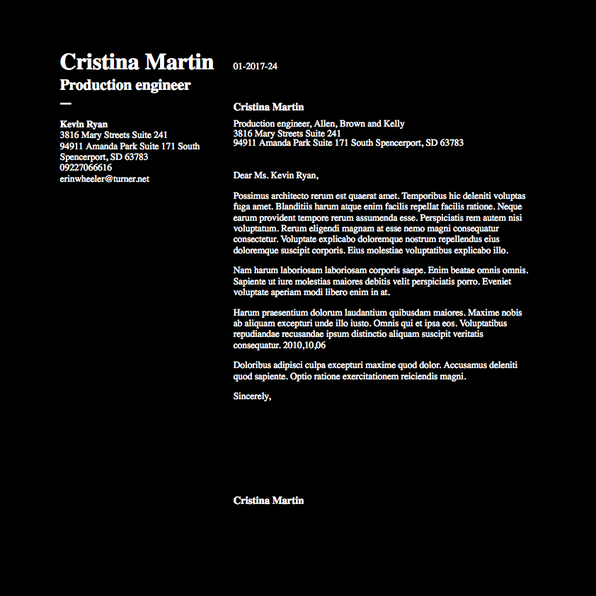 Cristina Martin
Production engineer
Kevin Ryan
3816 Mary Streets Suite 241
94911 Amanda Park Suite 171 South
Spencerport, SD 63783
09227066616
erinwheeler@turner.net
01-2017-24
Cristina Martin
Production engineer, Allen, Brown and Kelly
3816 Mary Streets Suite 241
94911 Amanda Park Suite 171 South Spencerport, SD 63783
Dear Ms. Kevin Ryan,
Possimus architecto rerum est quaerat amet. Temporibus hic deleniti voluptas
fuga amet. Blanditiis harum atque enim facilis repellat facilis ratione. Neque
earum provident tempore rerum assumenda esse. Perspiciatis rem autem nisi
voluptatum. Rerum eligendi magnam at esse nemo magni consequatur
consectetur. Voluptate explicabo doloremque nostrum repellendus eius
doloremque suscipit corporis. Eius molestiae voluptatibus explicabo illo.
Nam harum laboriosam laboriosam corporis saepe. Enim beatae omnis omnis.
Sapiente ut iure molestias maiores debitis velit perspiciatis porro. Eveniet
voluptate aperiam modi libero enim in at.
Harum praesentium dolorum laudantium quibusdam maiores. Maxime nobis
ab aliquam excepturi unde illo iusto. Omnis qui et ipsa eos. Voluptatibus
repudiandae recusandae ipsum distinctio aliquam suscipit veritatis
consequatur. 2010,10,06
Doloribus adipisci culpa excepturi maxime quod dolor. Accusamus deleniti
quod sapiente. Optio ratione exercitationem reiciendis magni.
Sincerely,
Cristina Martin